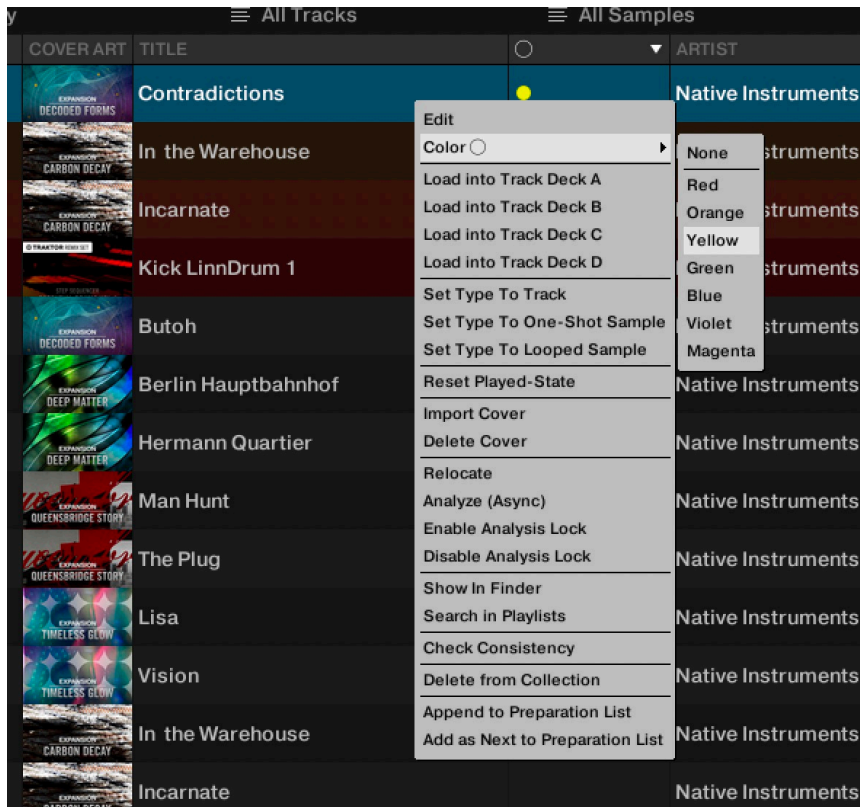 y
All Tracks
All Samples
COVER ART
TITLE
ARTIST
EXPANSION
DECODED FORMS
Contradictions
Native Instruments
EXPANSION
CARBON DECAY
In the Warehouse
struments
EXPANSION
CARBON DECAY
Incarnate
struments
TRAKTOR REMIX SET
STEP SEQUENCER
Kick LinnDrum 1
struments
EXPANSION
DECODED FORMS
Butoh
struments
EXPANSION
DEEP MATTER
Berlin Hauptbahnhof
Native Instruments
EXPANSION
DEEP MATTER
Hermann Quartier
Native Instruments
EXPANSION
QUEENSBRIDGE STORY
Man Hunt
Native Instruments
EXPANSION
QUEENSBRIDGE STORY
The Plug
Native Instruments
EXPANSION
TIMELESS GLOW
Lisa
Native Instruments
EXPANSION
TIMELESS GLOW
Vision
Native Instruments
EXPANSION
CARBON DECAY
In the Warehouse
Native Instruments
EXPANSION
Incarnate
Native Instruments
Edit
Color
Load into Track Deck A
Load into Track Deck B
Load into Track Deck C
Load into Track Deck D
Set Type To Track
Set Type To One-Shot Sample
Set Type To Looped Sample
Reset Played-State
Import Cover
Delete Cover
Relocate
Analyze (Async)
Enable Analysis Lock
Disable Analysis Lock
Show In Finder
Search in Playlists
Check Consistency
Delete from Collection
Append to Preparation List
Add as Next to Preparation List
None
Red
Orange
Yellow
Green
Blue
Violet
Magenta